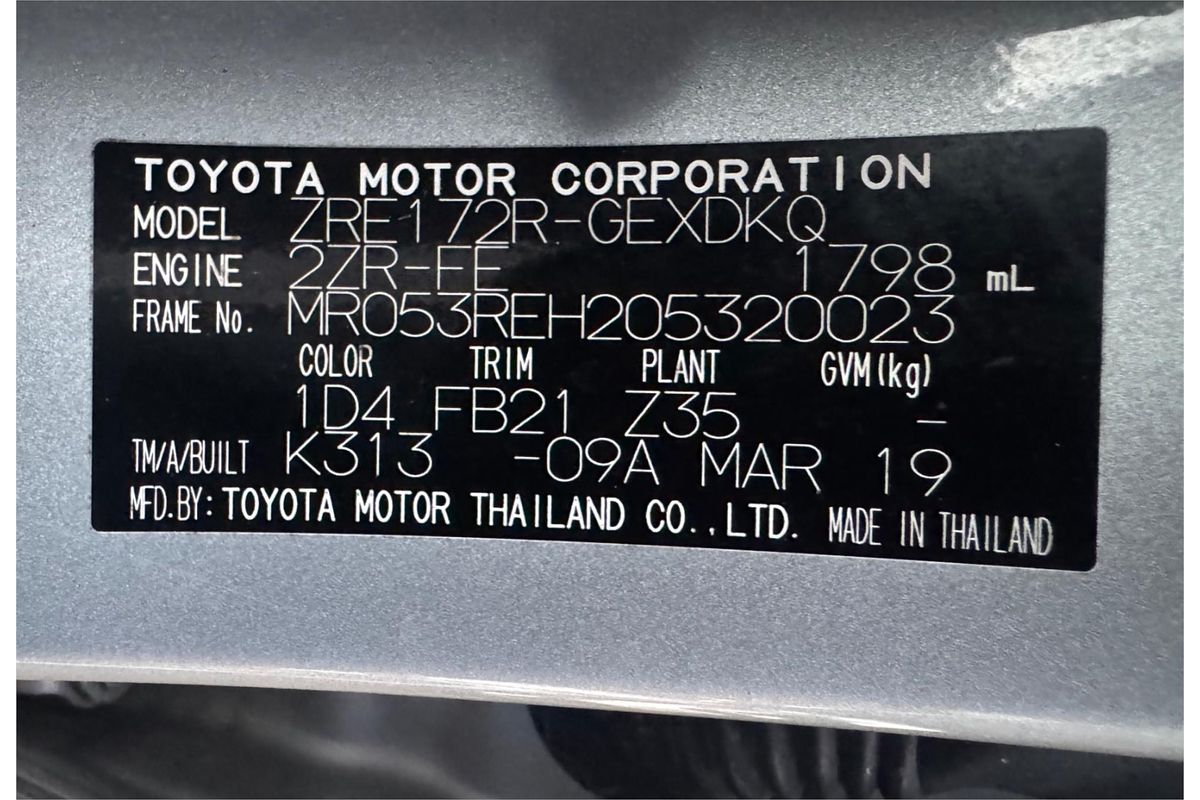 TOYOTA MOTOR CORPORATION
MODEL ZRE172R-GEXDKQ
ENGINE 2ZR-FE 1798 mL
FRAME No. MR053REH205320023
COLOR TRIM PLANT GVM(kg)
1D4 FB21 Z35 -
TM/A/BUILT K313 -09A MAR 19
MFD.BY: TOYOTA MOTOR THAILAND CO.,LTD. MADE IN THAILAND